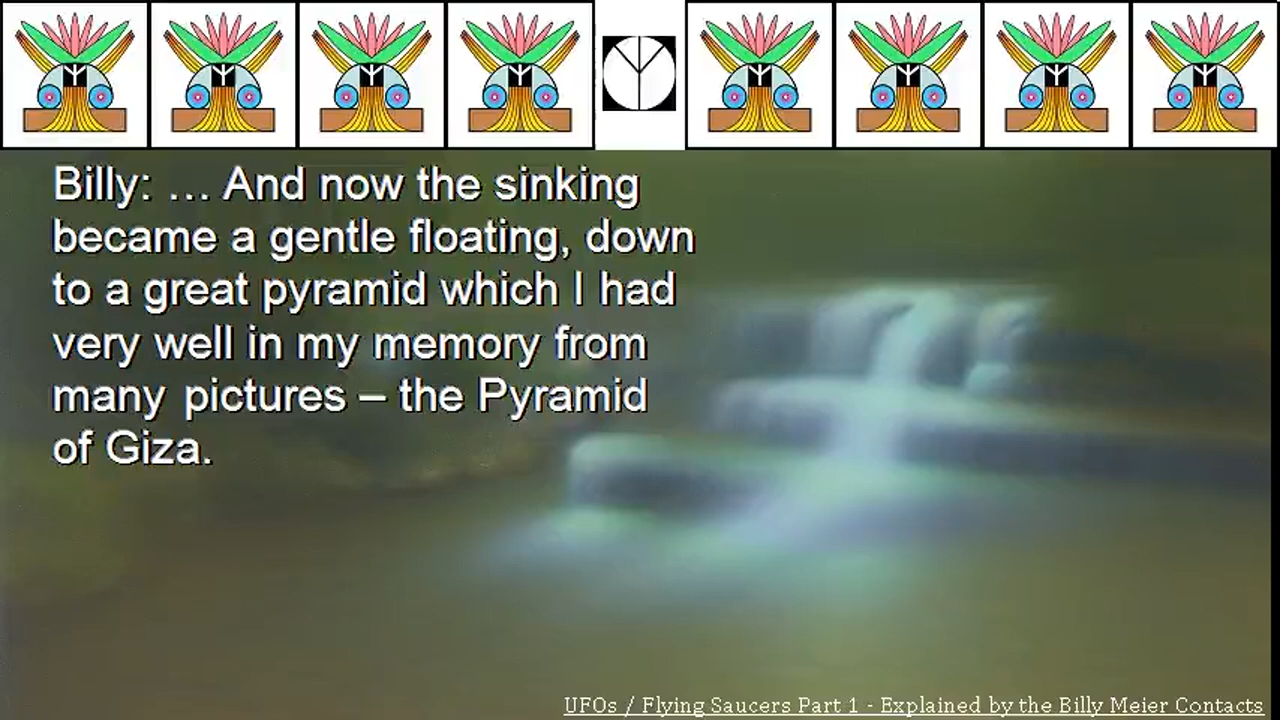 Billy: … And now the sinking
became a gentle floating, down
to a great pyramid which I had
very well in my memory from
many pictures – the Pyramid
of Giza.
UFOs / Flying Saucers Part 1 - Explained by the Billy Meier Contacts